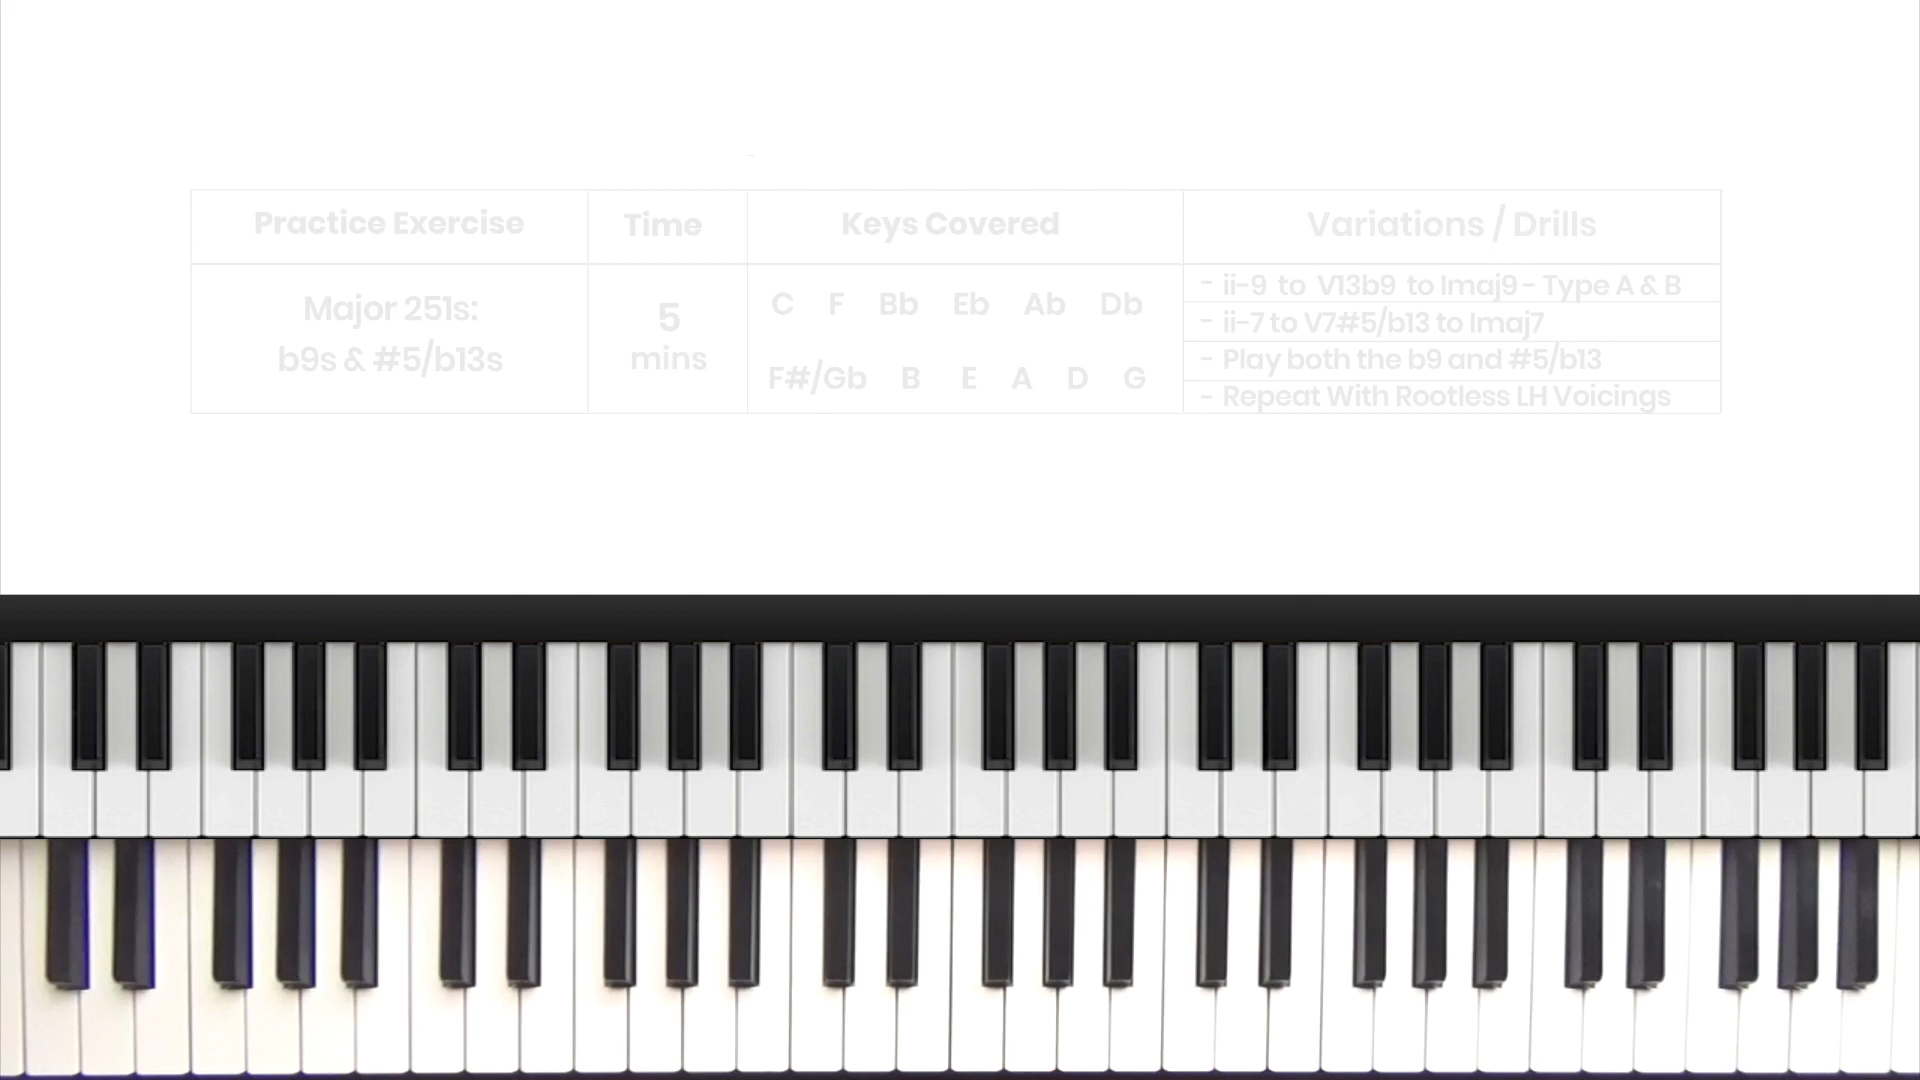 Practice Exercise
Time
Keys Covered
Variations / Drills
Major 251s:
b9s & #5/b13s
5
mins
C F Bb Eb Ab Db
F#/Gb B E A D G
- ii-9 to V13b9 to Imaj9 - Type A & B
- ii-7 to V7#5/b13 to Imaj7
- Play both the b9 and #5/b13
- Repeat With Rootless LH Voicings